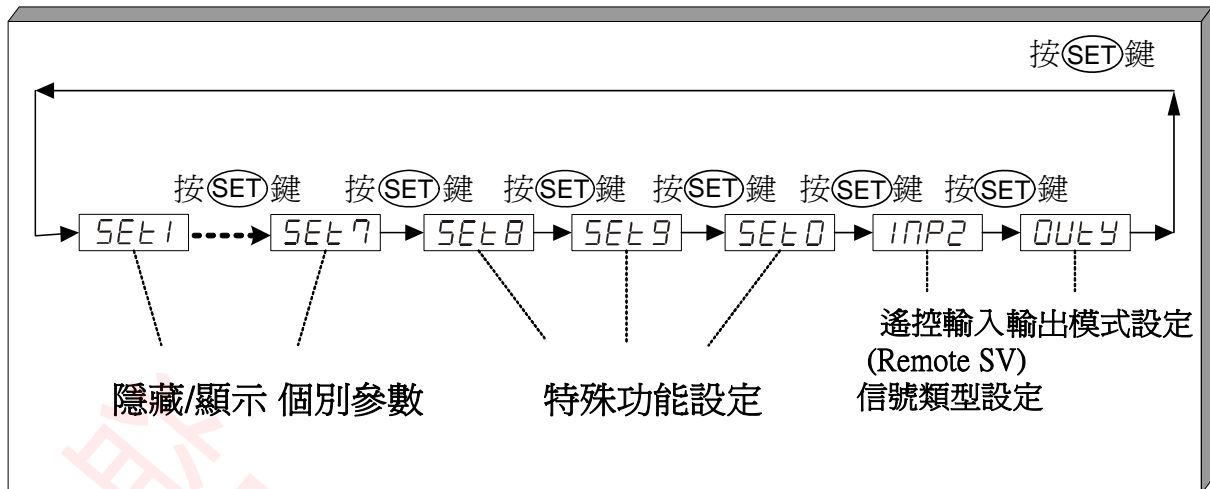 按SET鍵
按SET鍵 按SET鍵 按SET鍵 按SET鍵 按SET鍵 按SET鍵
SEt1 SEt7 SEt8 SEt9 SEt0 INP2 OUtY
隱藏/顯示 個別參數
特殊功能設定
遙控輸入
(Remote SV)
信號類型設定
輸出模式設定